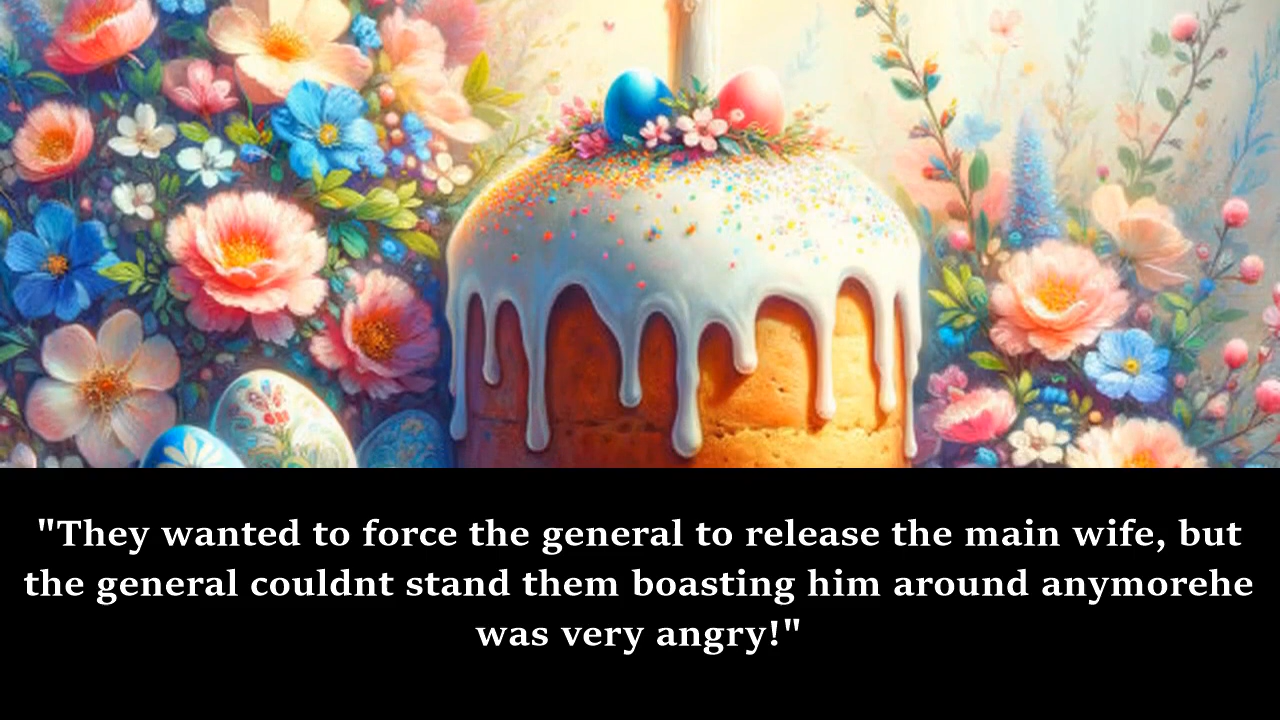 "They wanted to force the general to release the main wife, but
the general couldnt stand them boasting him around anymorehe
was very angry!"